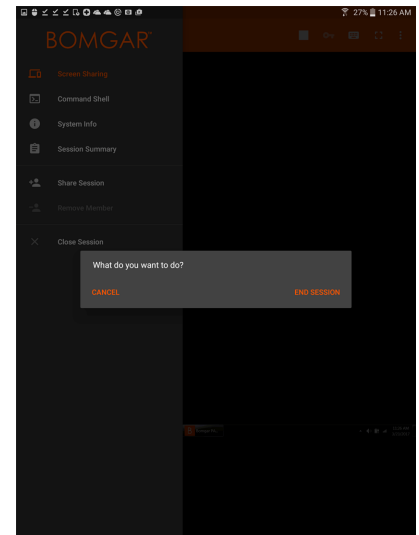 27% 11:26 AM
BOMGAR
Screen Sharing
Command Shell
System Info
Session Summary
Share Session
Remove Member
Close Session
What do you want to do?
CANCEL END SESSION